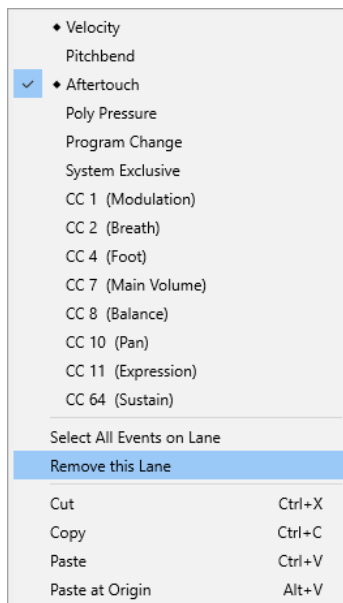 ◆ Velocity
Pitchbend
✓ ◆ Aftertouch
Poly Pressure
Program Change
System Exclusive
CC 1 (Modulation)
CC 2 (Breath)
CC 4 (Foot)
CC 7 (Main Volume)
CC 8 (Balance)
CC 10 (Pan)
CC 11 (Expression)
CC 64 (Sustain)
Select All Events on Lane
Remove this Lane
Cut Ctrl+X
Copy Ctrl+C
Paste Ctrl+V
Paste at Origin Alt+V